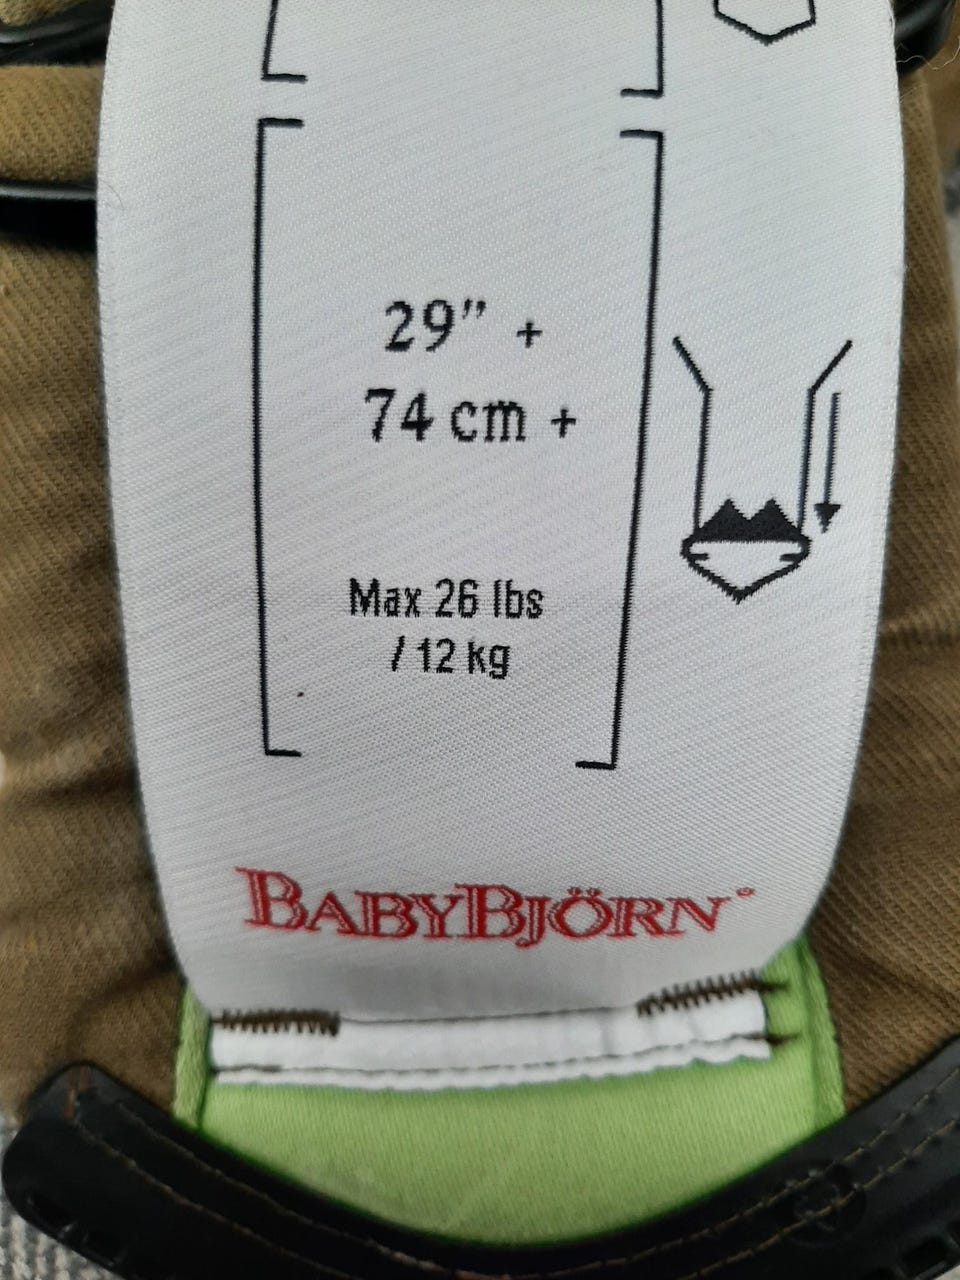 29" +
74 cm +
Max 26 lbs
/ 12 kg
BABYBJÖRN